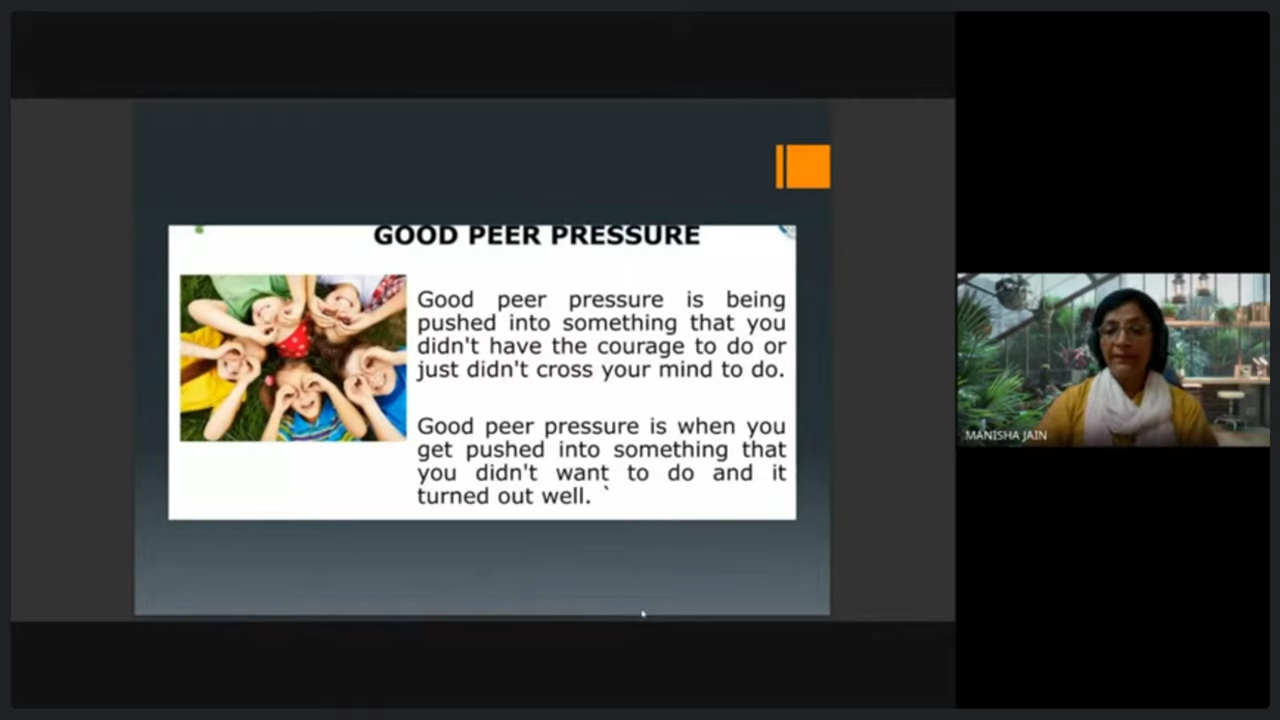 GOOD PEER PRESSURE
Good peer pressure is being
pushed into something that you
didn't have the courage to do or
just didn't cross your mind to do.
Good peer pressure is when you
get pushed into something that
you didn't want to do and it
turned out well. `
MANISHA JAIN